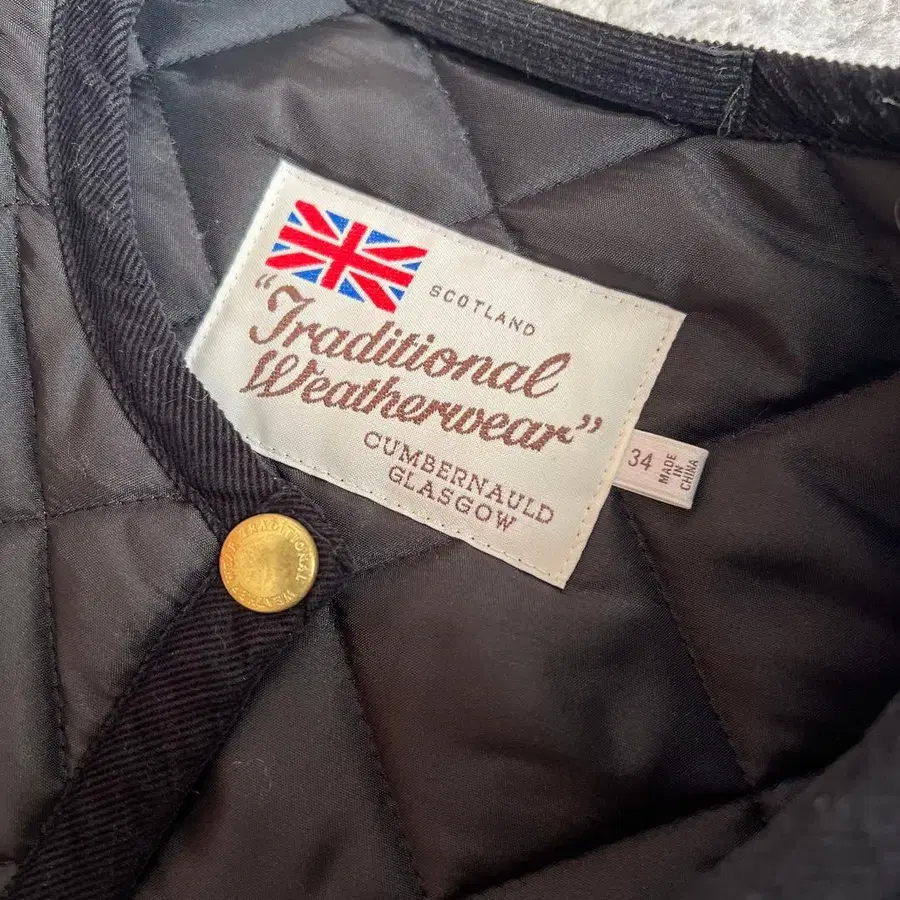 SCOTLAND
"Traditional
Weatherwear"
CUMBERNAULD
GLASGOW
34
MADE
IN
CHINA
TRADITIONAL